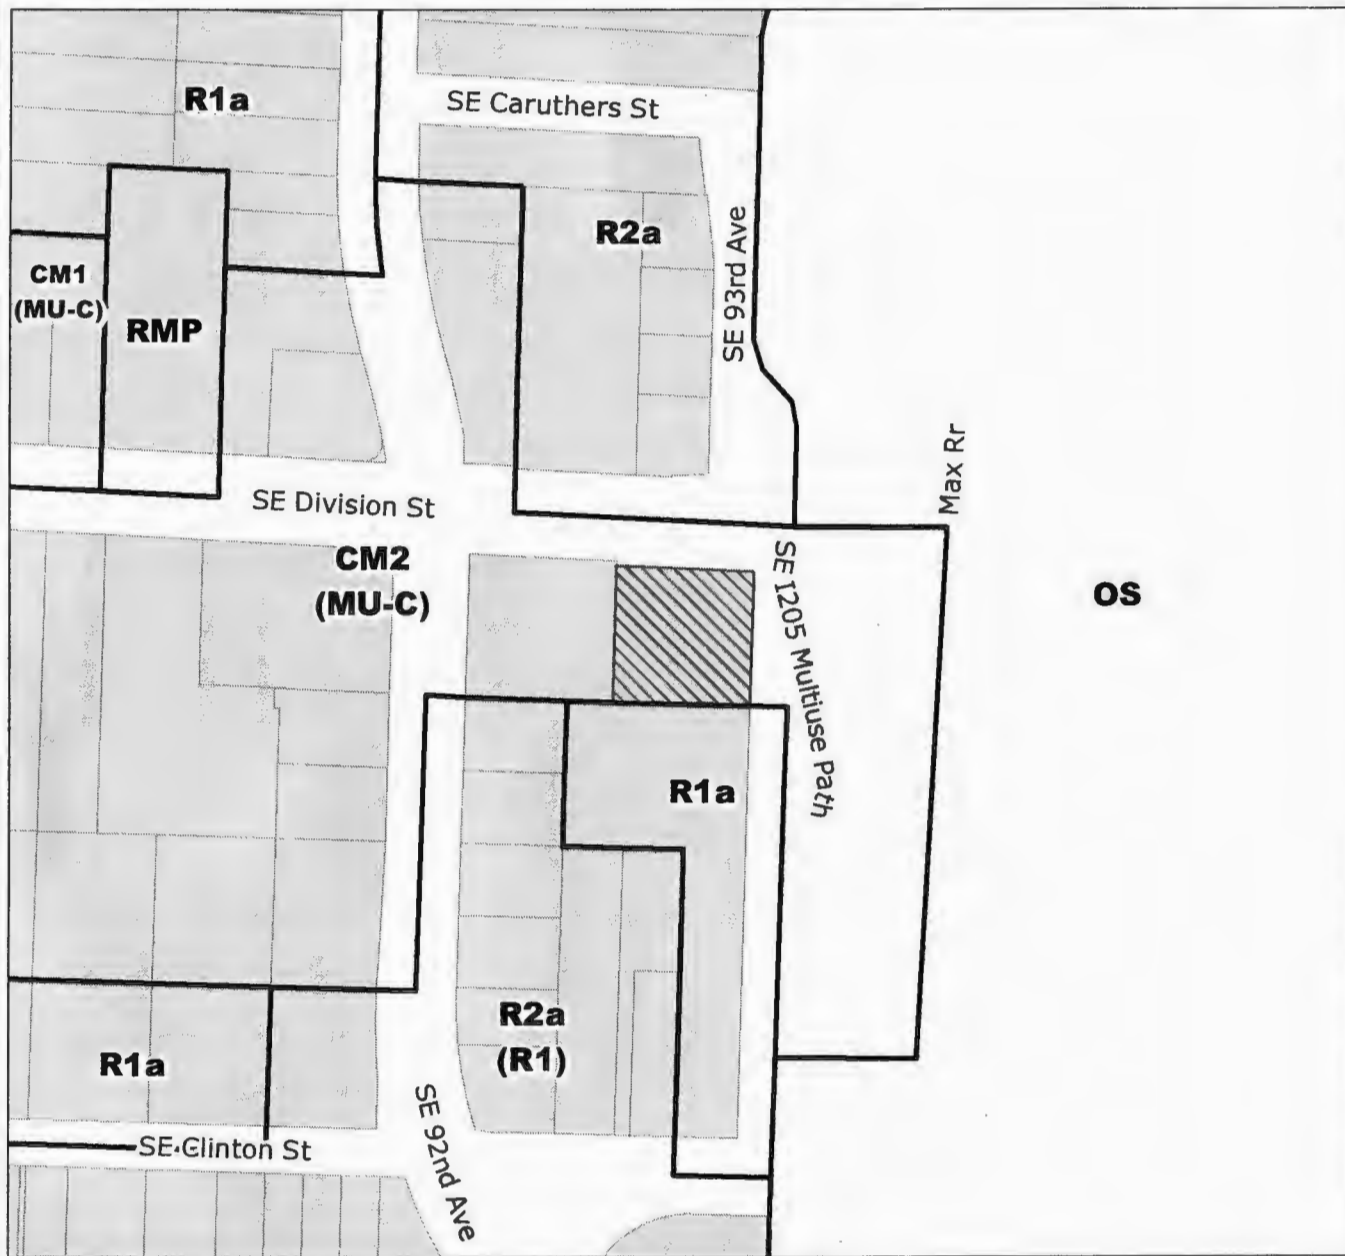 R1a
SE Caruthers St
R2a
SE 93rd Ave
CM1
(MU-C)
RMP
Max Rr
SE Division St
CM2
(MU-C)
SE I205 Multiuse Path
OS
R1a
R2a
(R1)
R1a
SE Clinton St
SE 92nd Ave